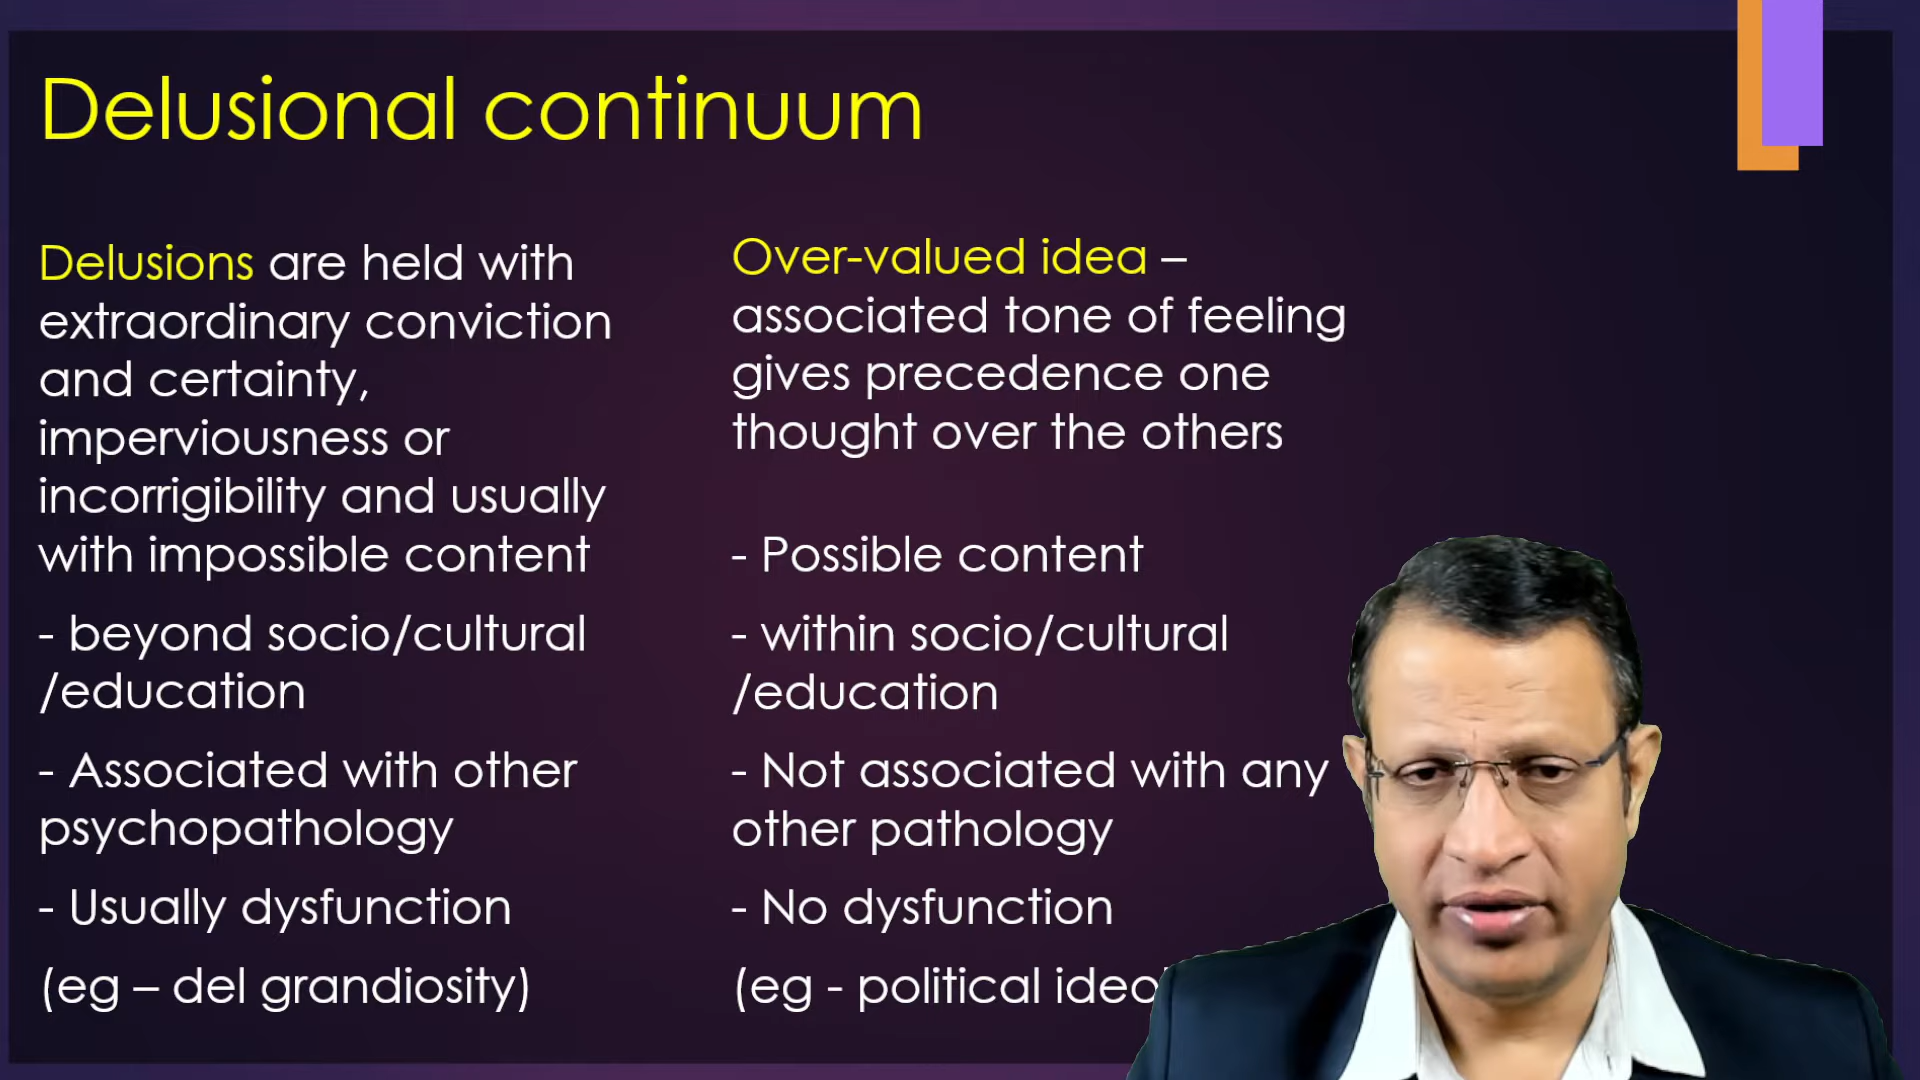 Delusional continuum
Delusions are held with
extraordinary conviction
and certainty,
imperviousness or
incorrigibility and usually
with impossible content
- beyond socio/cultural
/education
- Associated with other
psychopathology
- Usually dysfunction
(eg – del grandiosity)
Over-valued idea –
associated tone of feeling
gives precedence one
thought over the others
- Possible content
- within socio/cultural
/education
- Not associated with any
other pathology
- No dysfunction
(eg - political